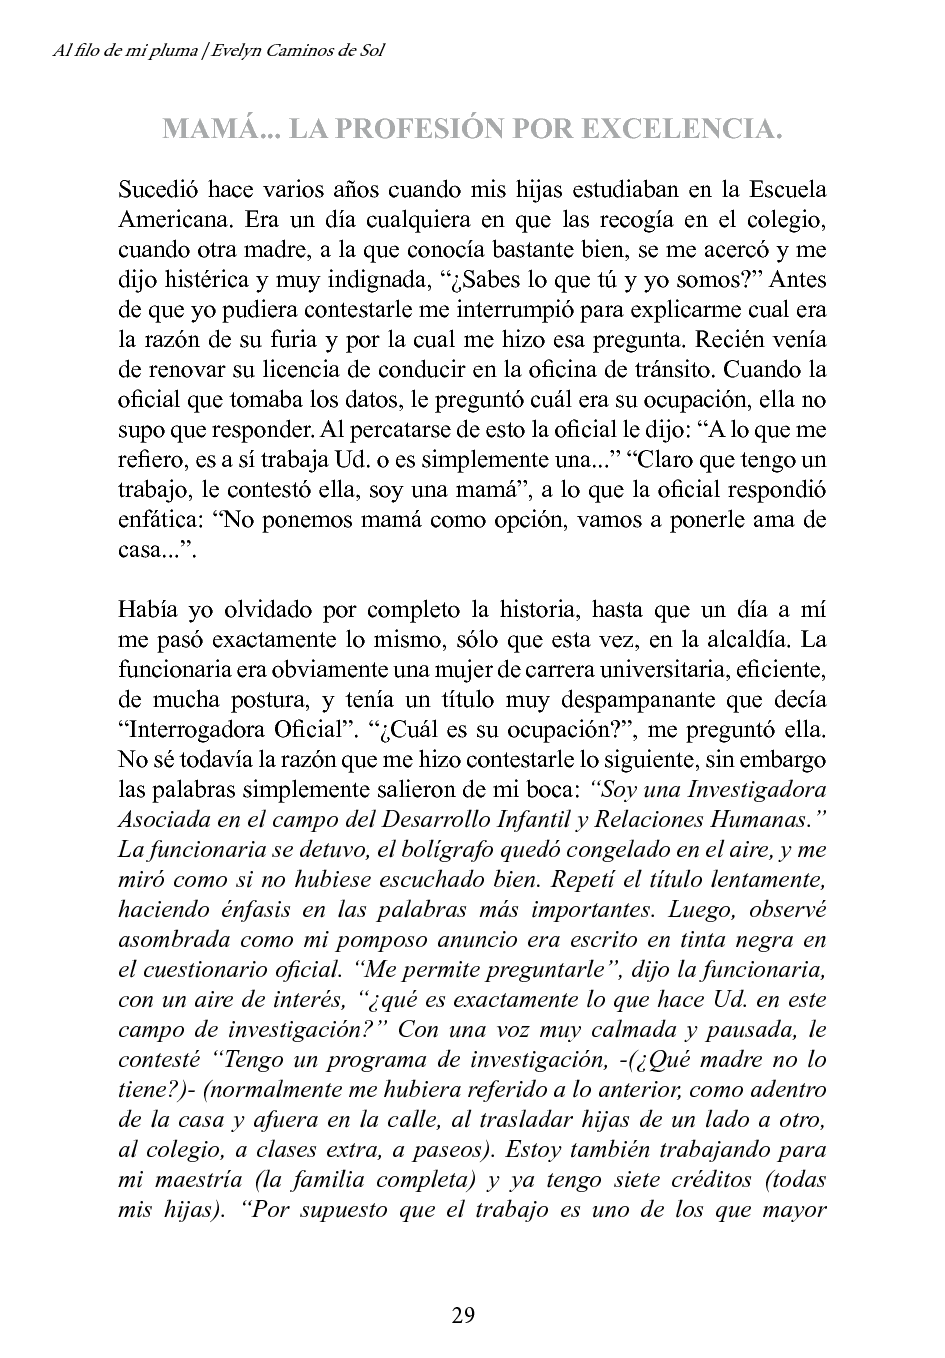 Al filo de mi pluma | Evelyn Caminos de Sol
MAMÁ... LA PROFESIÓN POR EXCELENCIA.
Sucedió hace varios años cuando mis hijas estudiaban en la Escuela
Americana. Era un día cualquiera en que las recogía en el colegio,
cuando otra madre, a la que conocía bastante bien, se me acercó y me
dijo histérica y muy indignada, “¿Sabes lo que tú y yo somos?” Antes
de que yo pudiera contestarle me interrumpió para explicarme cual era
la razón de su furia y por la cual me hizo esa pregunta. Recién venía
de renovar su licencia de conducir en la oficina de tránsito. Cuando la
oficial que tomaba los datos, le preguntó cuál era su ocupación, ella no
supo que responder. Al percatarse de esto la oficial le dijo: “A lo que me
refiero, es a sí trabaja Ud. o es simplemente una...” “Claro que tengo un
trabajo, le contestó ella, soy una mamá”, a lo que la oficial respondió
enfática: “No ponemos mamá como opción, vamos a ponerle ama de
casa...”.
Había yo olvidado por completo la historia, hasta que un día a mí
me pasó exactamente lo mismo, sólo que esta vez, en la alcaldía. La
funcionaria era obviamente una mujer de carrera universitaria, eficiente,
de mucha postura, y tenía un título muy despampanante que decía
“Interrogadora Oficial”. “¿Cuál es su ocupación?”, me preguntó ella.
No sé todavía la razón que me hizo contestarle lo siguiente, sin embargo
las palabras simplemente salieron de mi boca: “Soy una Investigadora
Asociada en el campo del Desarrollo Infantil y Relaciones Humanas.”
La funcionaria se detuvo, el bolígrafo quedó congelado en el aire, y me
miró como si no hubiese escuchado bien. Repetí el título lentamente,
haciendo énfasis en las palabras más importantes. Luego, observé
asombrada como mi pomposo anuncio era escrito en tinta negra en
el cuestionario oficial. “Me permite preguntarle”, dijo la funcionaria,
con un aire de interés, “¿qué es exactamente lo que hace Ud. en este
campo de investigación?” Con una voz muy calmada y pausada, le
contesté “Tengo un programa de investigación, -(¿Qué madre no lo
tiene?)- (normalmente me hubiera referido a lo anterior, como adentro
de la casa y afuera en la calle, al trasladar hijas de un lado a otro,
al colegio, a clases extra, a paseos). Estoy también trabajando para
mi maestría (la familia completa) y ya tengo siete créditos (todas
mis hijas). “Por supuesto que el trabajo es uno de los que mayor
29